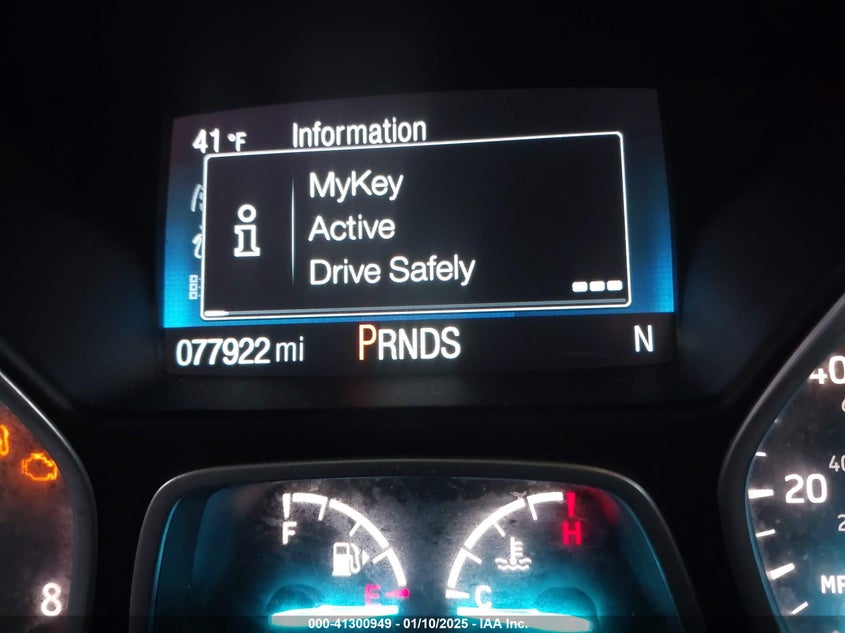 41 °F Information
MyKey
Active
Drive Safely
077922 mi PRNDS N
40
20
8
F
E
H
C
000-41300949 - 01/10/2025 - IAA Inc.